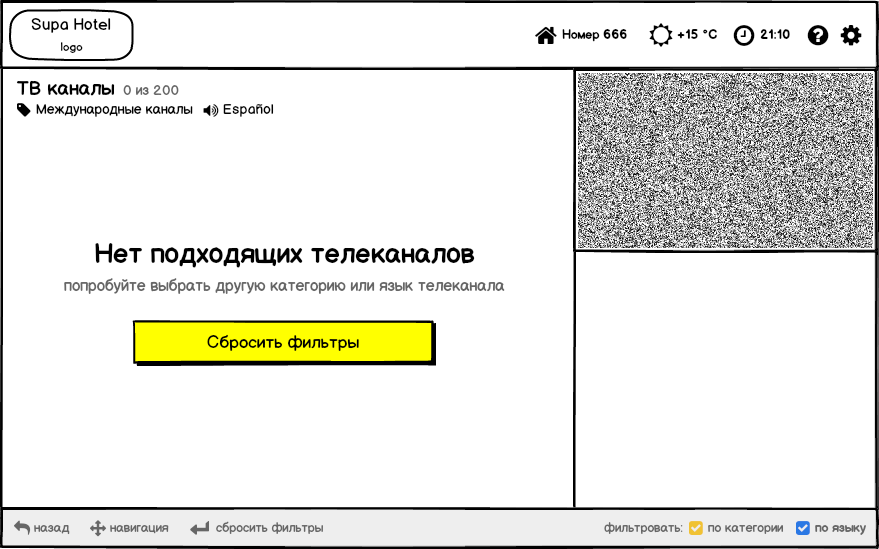 Supa Hotel
logo
Номер 666
+15 °C
21:10
ТВ каналы 0 из 200
Международные каналы Español
Нет подходящих телеканалов
попробуйте выбрать другую категорию или язык телеканала
Сбросить фильтры
назад навигация сбросить фильтры фильтровать: по категории по языку